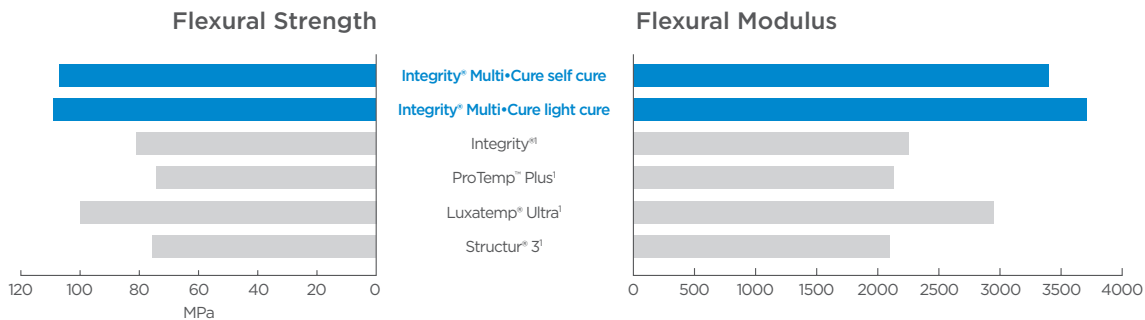 Flexural Strength
Flexural Modulus
Integrity® Multi•Cure self cure
Integrity® Multi•Cure light cure
Integrity®¹
ProTemp™ Plus¹
Luxatemp® Ultra¹
Structur® 3¹
120 100 80 60 40 20 0
MPa
0 500 1000 1500 2000 2500 3000 3500 4000